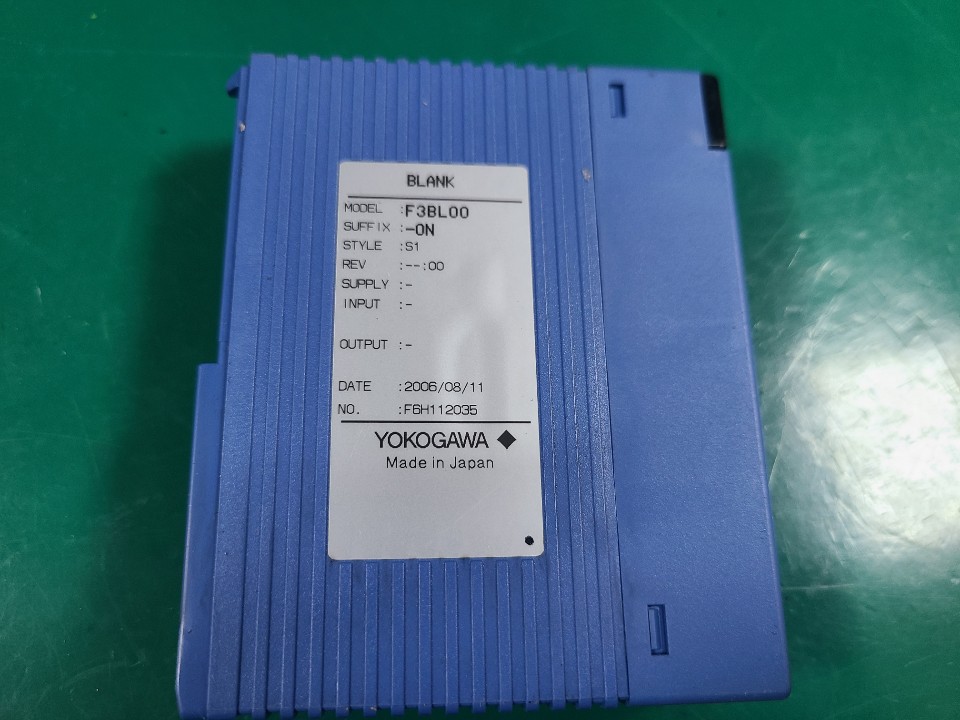 BLANK
MODEL :F3BL00
SUFFIX :-0N
STYLE :S1
REV :--:00
SUPPLY :-
INPUT :-
OUTPUT :-
DATE :2006/08/11
NO. :F6H112035
YOKOGAWA
Made in Japan